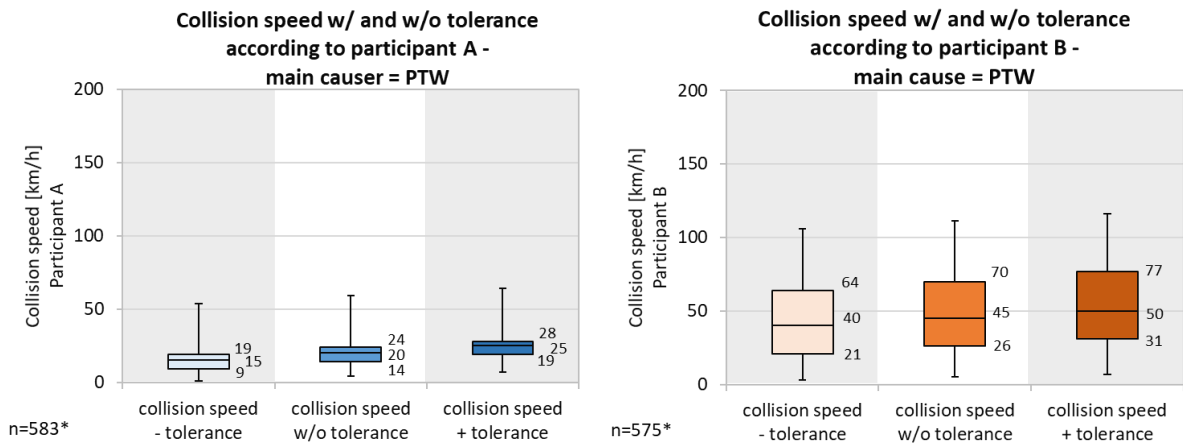 Collision speed w/ and w/o tolerance
according to participant A -
main causer = PTW
Collision speed [km/h]
Participant A
200
150
100
50
0
19
15
9
24
20
14
28
25
19
collision speed
- tolerance
collision speed
w/o tolerance
collision speed
+ tolerance
n=583*
Collision speed w/ and w/o tolerance
according to participant B -
main cause = PTW
Collision speed [km/h]
Participant B
200
150
100
50
0
64
40
21
70
45
26
77
50
31
collision speed
- tolerance
collision speed
w/o tolerance
collision speed
+ tolerance
n=575*